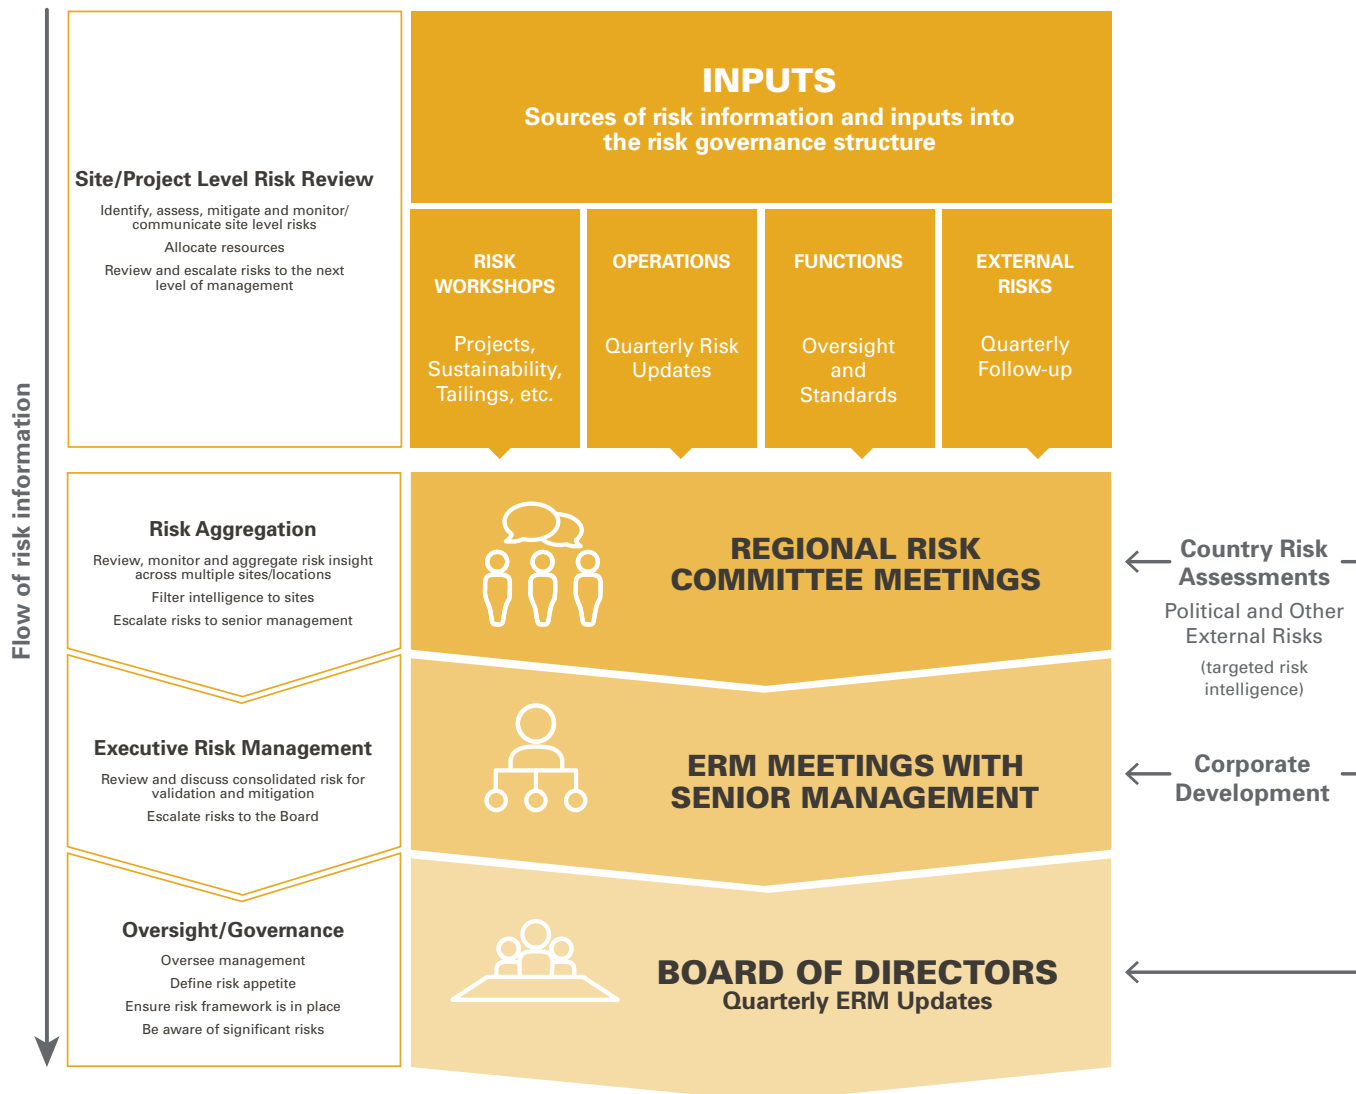 Flow of risk information
Site/Project Level Risk Review
Identify, assess, mitigate and monitor/
communicate site level risks
Allocate resources
Review and escalate risks to the next
level of management
INPUTS
Sources of risk information and inputs into
the risk governance structure
RISK
WORKSHOPS
Projects,
Sustainability,
Tailings, etc.
OPERATIONS
Quarterly Risk
Updates
FUNCTIONS
Oversight
and
Standards
EXTERNAL
RISKS
Quarterly
Follow-up
Risk Aggregation
Review, monitor and aggregate risk insight
across multiple sites/locations
Filter intelligence to sites
Escalate risks to senior management
REGIONAL RISK
COMMITTEE MEETINGS
Country Risk
Assessments
Political and Other
External Risks
(targeted risk
intelligence)
Executive Risk Management
Review and discuss consolidated risk for
validation and mitigation
Escalate risks to the Board
ERM MEETINGS WITH
SENIOR MANAGEMENT
Corporate
Development
Oversight/Governance
Oversee management
Define risk appetite
Ensure risk framework is in place
Be aware of significant risks
BOARD OF DIRECTORS
Quarterly ERM Updates